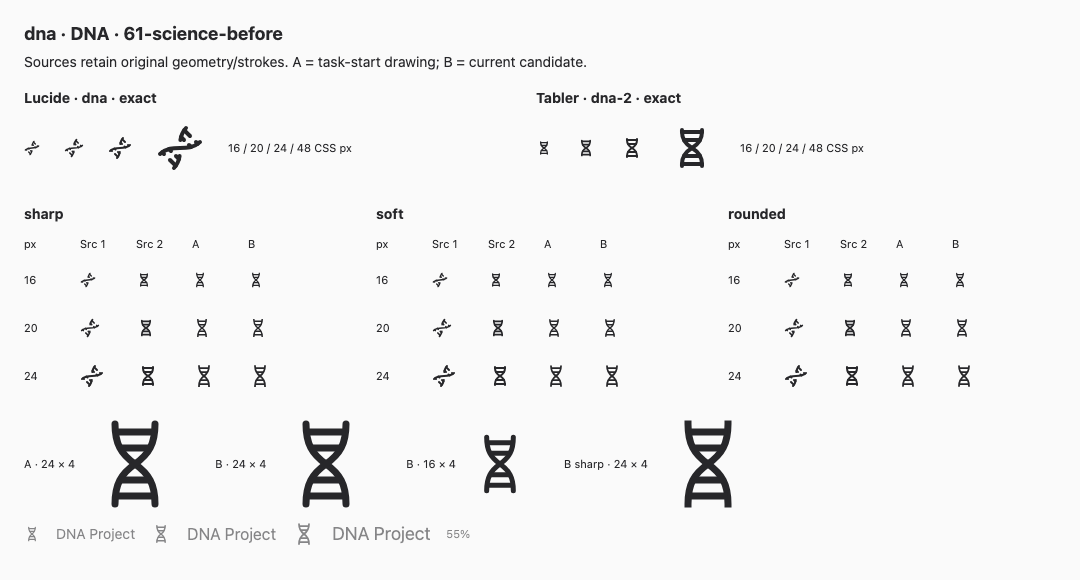 dna · DNA · 61-science-before
Sources retain original geometry/strokes. A = task-start drawing; B = current candidate.
Lucide · dna · exact
Tabler · dna-2 · exact
16 / 20 / 24 / 48 CSS px
16 / 20 / 24 / 48 CSS px
sharp
soft
rounded
px Src 1 Src 2 A B
px Src 1 Src 2 A B
px Src 1 Src 2 A B
16
16
16
20
20
20
24
24
24
A · 24 × 4
B · 24 × 4
B · 16 × 4
B sharp · 24 × 4
DNA Project
DNA Project
DNA Project
55%